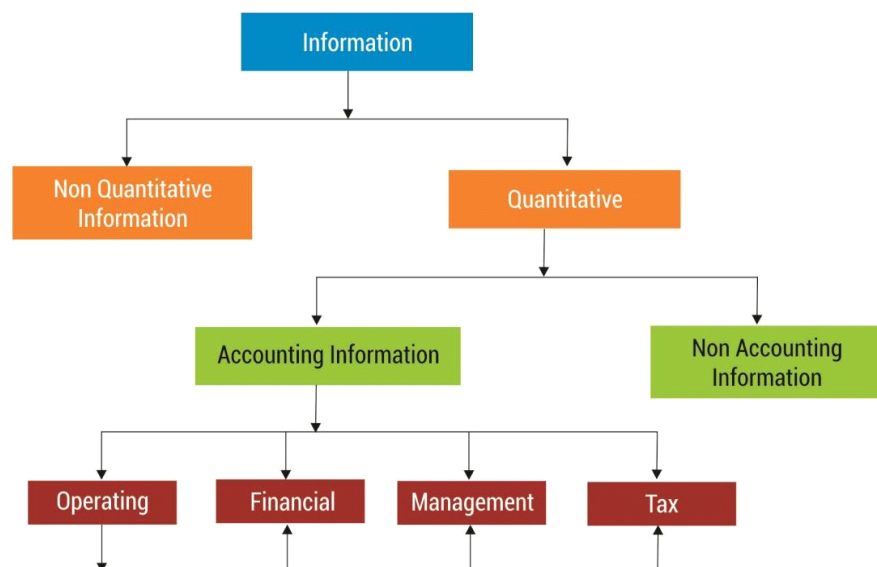 Information
Non Quantitative
Information
Quantitative
Accounting Information
Non Accounting
Information
Operating
Financial
Management
Tax